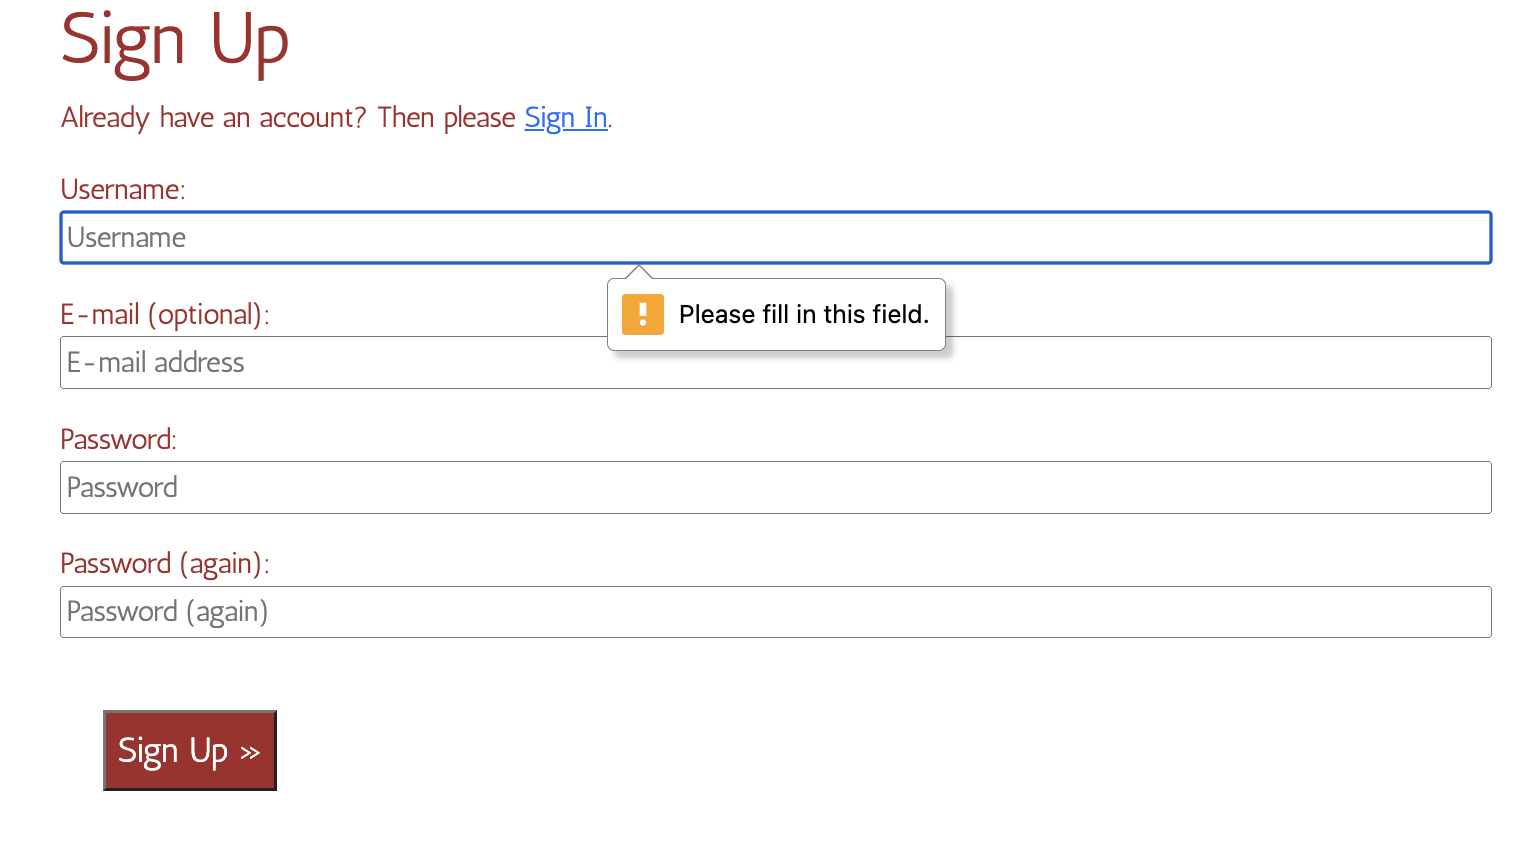 Sign Up
Already have an account? Then please Sign In.
Username:
Username
Please fill in this field.
E-mail (optional):
E-mail address
Password:
Password
Password (again):
Password (again)
Sign Up »